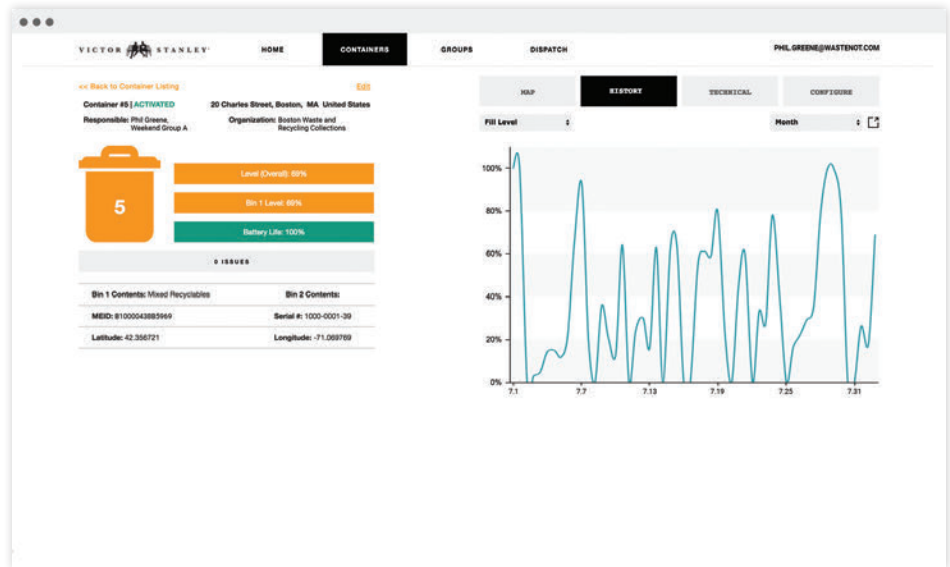 VICTOR STANLEY
HOME
CONTAINERS
GROUPS
DISPATCH
PHIL.GREENE@WASTENOT.COM
<< Back to Container Listing
Edit
Container #5 | ACTIVATED
20 Charles Street, Boston, MA United States
Responsible: Phil Greene,
Weekend Group A
Organization: Boston Waste and
Recycling Collections
5
Level (Overall): 69%
Bin 1 Level: 69%
Battery Life: 100%
0 ISSUES
Bin 1 Contents: Mixed Recyclables
Bin 2 Contents:
MEID: 810000438B5969
Serial #: 1000-0001-39
Latitude: 42.356721
Longitude: -71.069769
MAP
HISTORY
TECHNICAL
CONFIGURE
Fill Level
Month
100%
80%
60%
40%
20%
0%
7.1
7.7
7.13
7.19
7.25
7.31